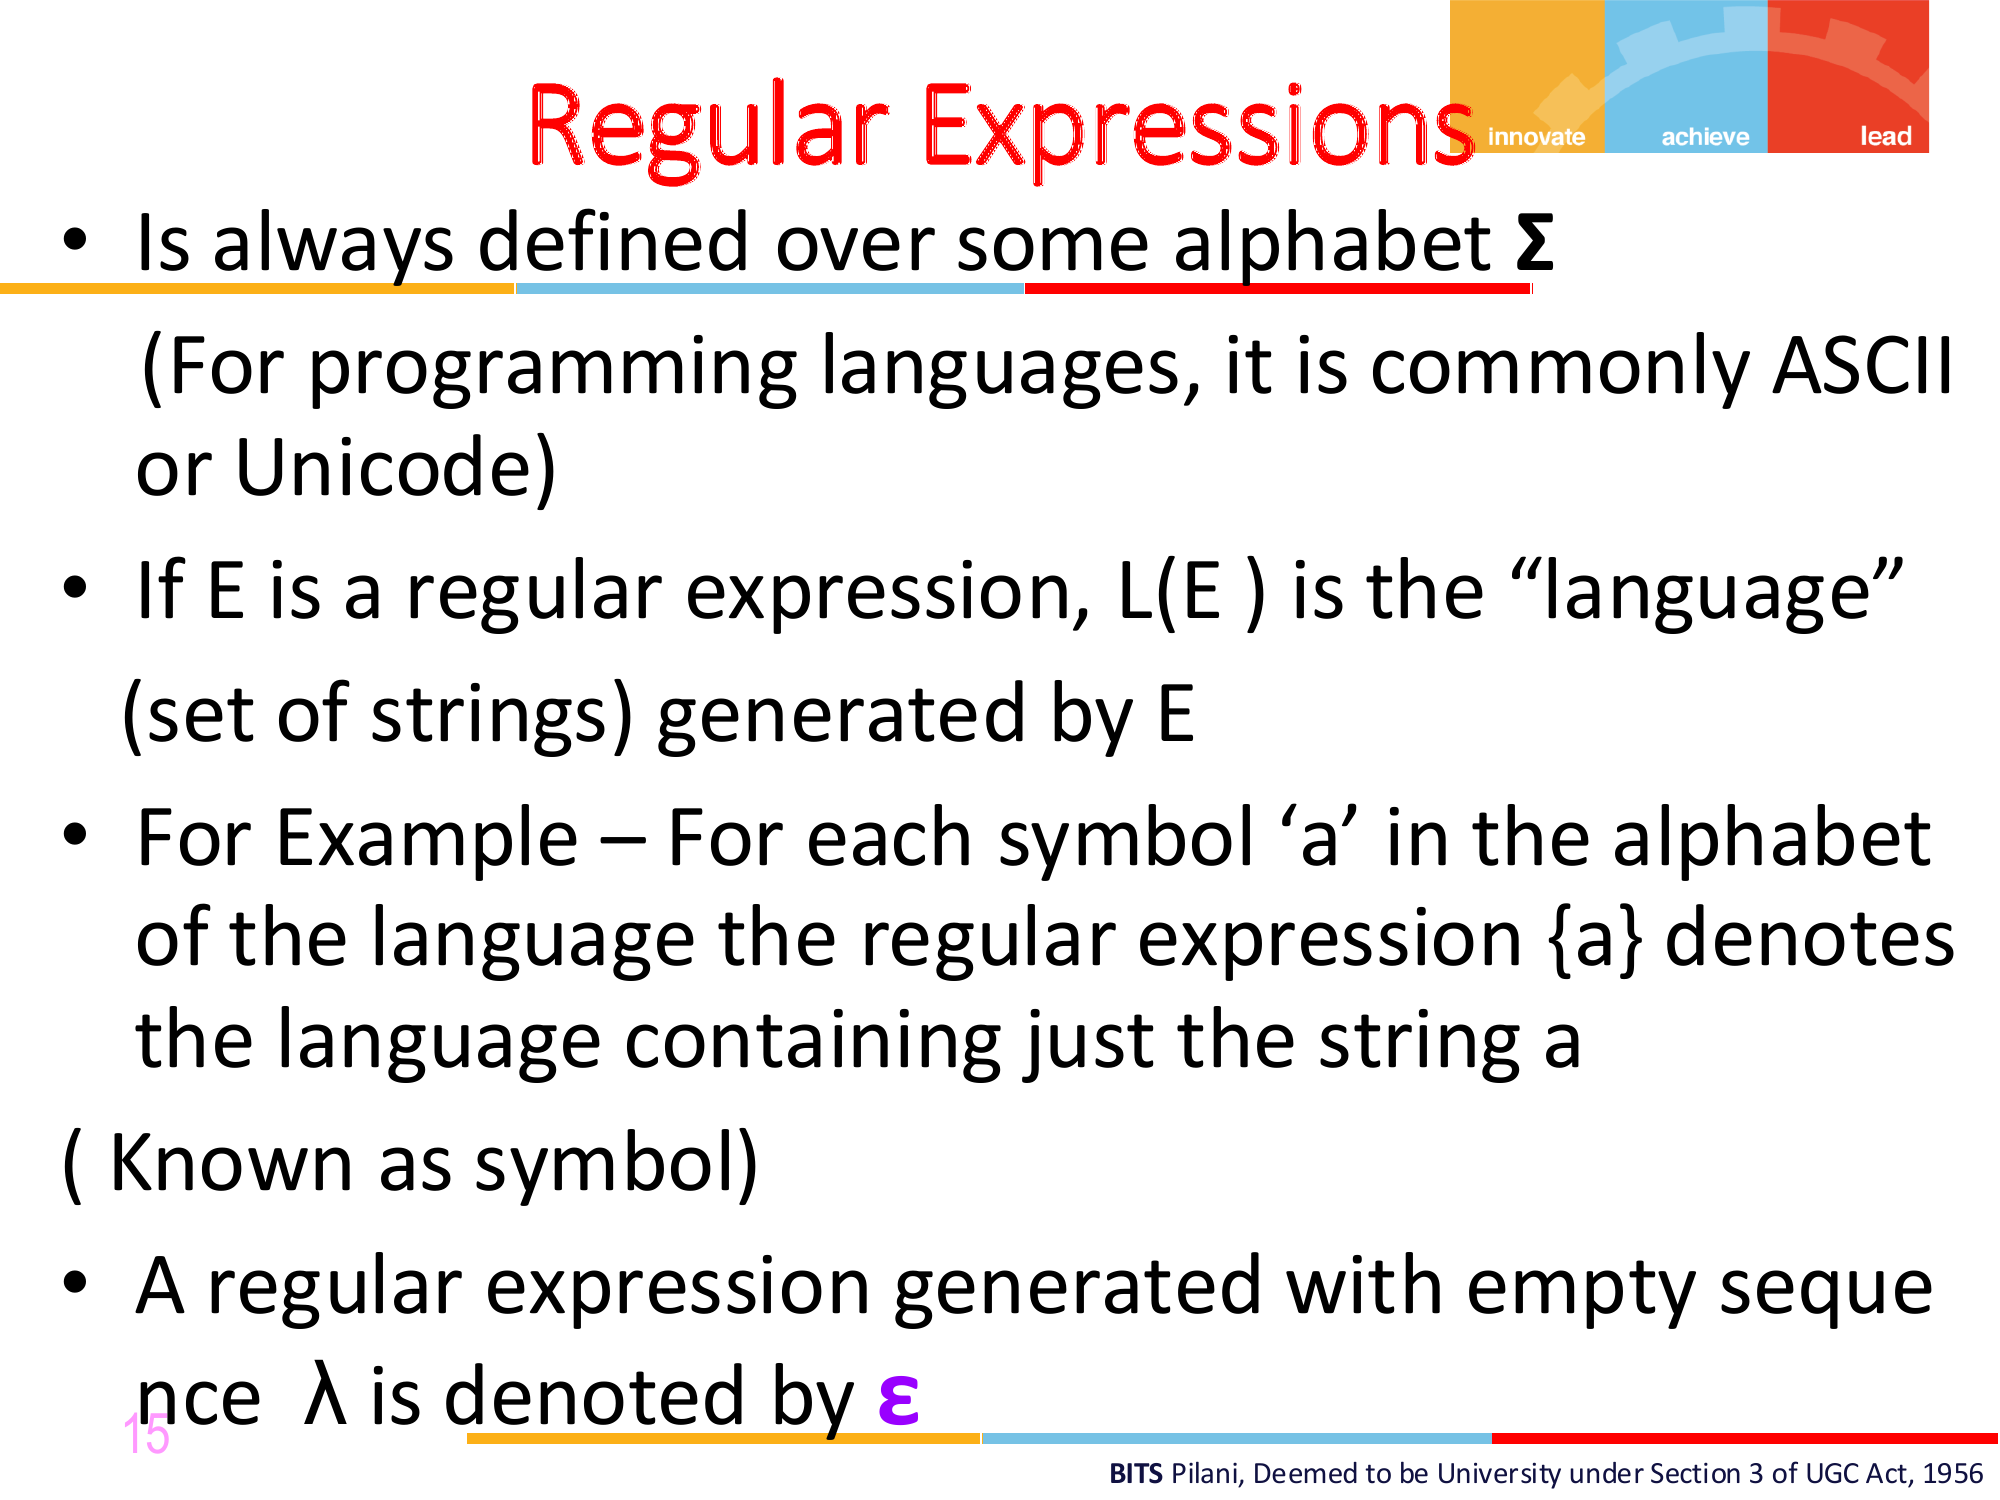 innovate achieve lead
Regular Expressions
• Is always defined over some alphabet Σ
(For programming languages, it is commonly ASCII
or Unicode)
• If E is a regular expression, L(E ) is the “language”
(set of strings) generated by E
• For Example – For each symbol ‘a’ in the alphabet
of the language the regular expression {a} denotes
the language containing just the string a
( Known as symbol)
• A regular expression generated with empty seque
nce λ is denoted by ε
15
BITS Pilani, Deemed to be University under Section 3 of UGC Act, 1956